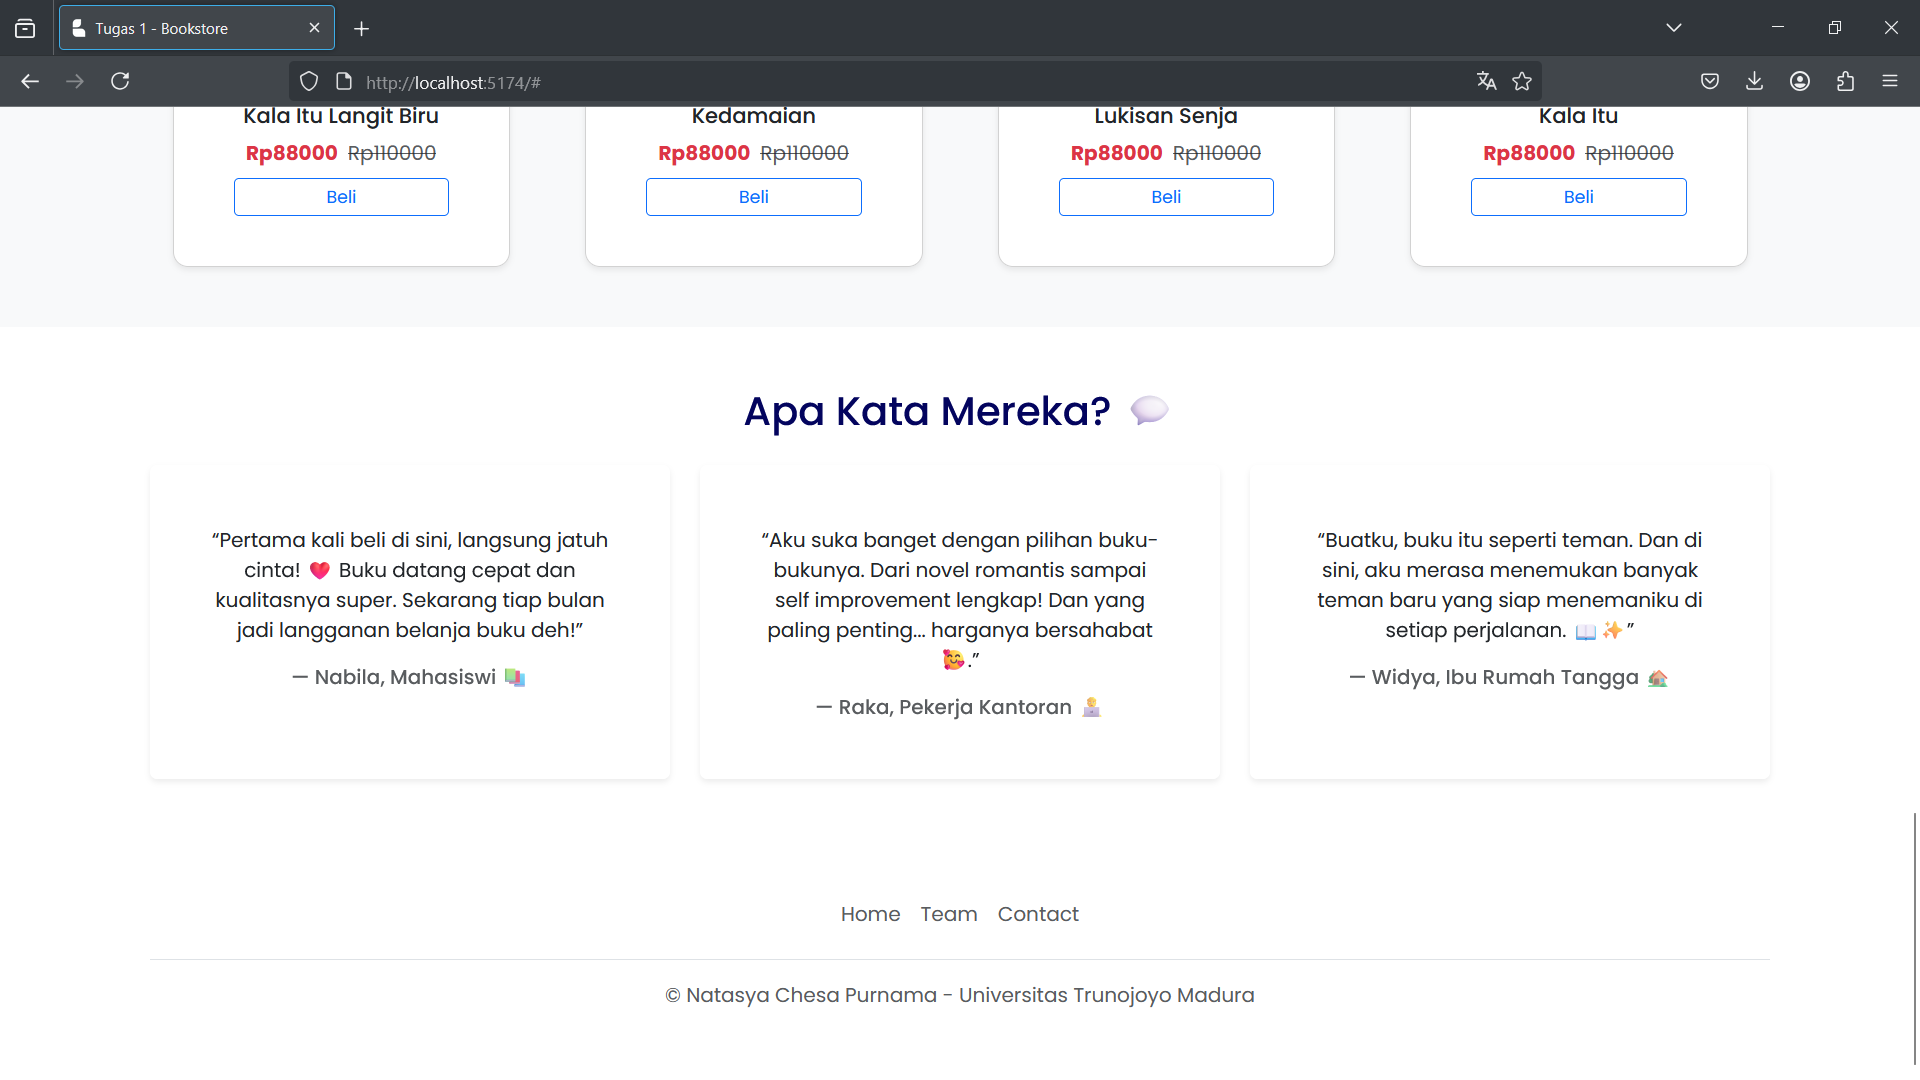 Tugas 1 - Bookstore
http://localhost:5174/#
Kala Itu Langit Biru
Rp88000 Rp110000
Beli
Kedamaian
Rp88000 Rp110000
Beli
Lukisan Senja
Rp88000 Rp110000
Beli
Kala Itu
Rp88000 Rp110000
Beli
Apa Kata Mereka? 💬
“Pertama kali beli di sini, langsung jatuh
cinta! ❤️ Buku datang cepat dan
kualitasnya super. Sekarang tiap bulan
jadi langganan belanja buku deh!”
— Nabila, Mahasiswi 📚
“Aku suka banget dengan pilihan buku-
bukunya. Dari novel romantis sampai
self improvement lengkap! Dan yang
paling penting... harganya bersahabat
🥰.”
— Raka, Pekerja Kantoran 🧑‍💻
“Buatku, buku itu seperti teman. Dan di
sini, aku merasa menemukan banyak
teman baru yang siap menemaniku di
setiap perjalanan. 📖✨”
— Widya, Ibu Rumah Tangga 🏡
Home Team Contact
© Natasya Chesa Purnama - Universitas Trunojoyo Madura